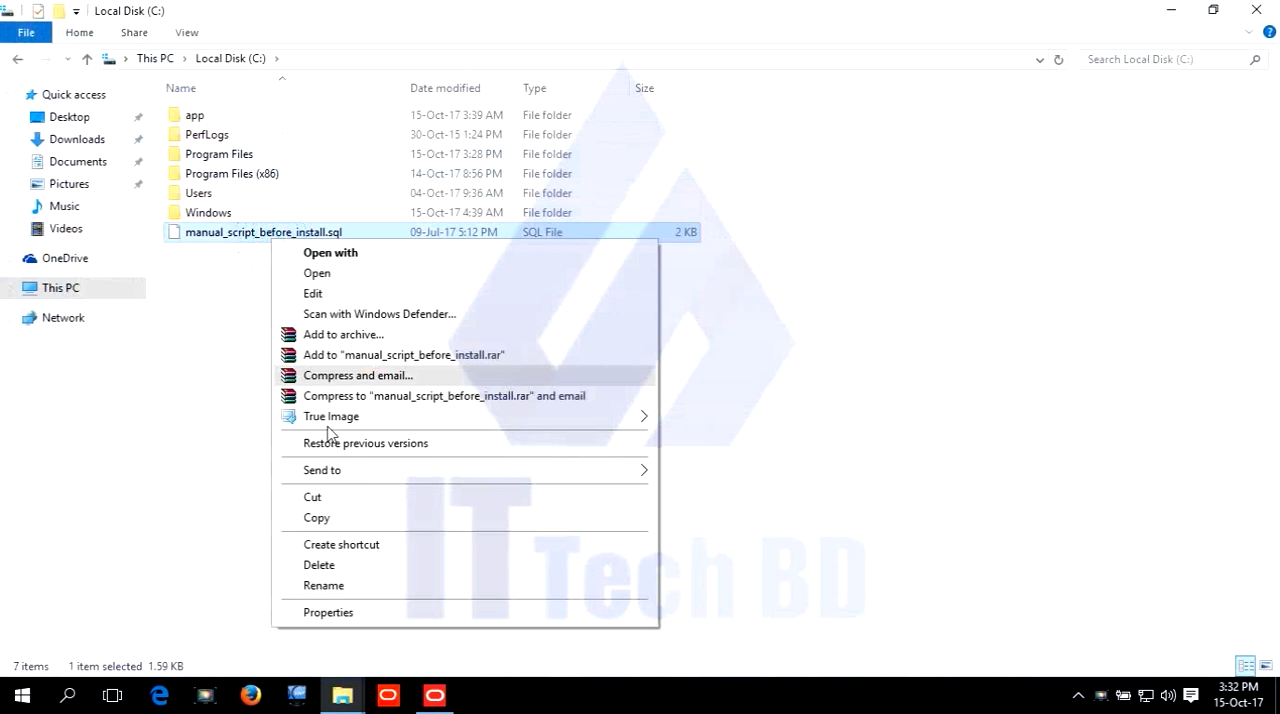 Local Disk (C:)
File Home Share View
This PC Local Disk (C:)
Search Local Disk (C:)
Name Date modified Type Size
Quick access
Desktop
Downloads
Documents
Pictures
Music
Videos
OneDrive
This PC
Network
app 15-Oct-17 3:39 AM File folder
PerfLogs 30-Oct-15 1:24 PM File folder
Program Files 15-Oct-17 3:28 PM File folder
Program Files (x86) 14-Oct-17 8:56 PM File folder
Users 04-Oct-17 9:36 AM File folder
Windows 15-Oct-17 4:39 AM File folder
manual_script_before_install.sql 09-Jul-17 5:12 PM SQL File 2 KB
Open with
Open
Edit
Scan with Windows Defender...
Add to archive...
Add to "manual_script_before_install.rar"
Compress and email...
Compress to "manual_script_before_install.rar" and email
True Image
Restore previous versions
Send to
Cut
Copy
Create shortcut
Delete
Rename
Properties
IT Tech BD
7 items 1 item selected 1.59 KB
3:32 PM
15-Oct-17